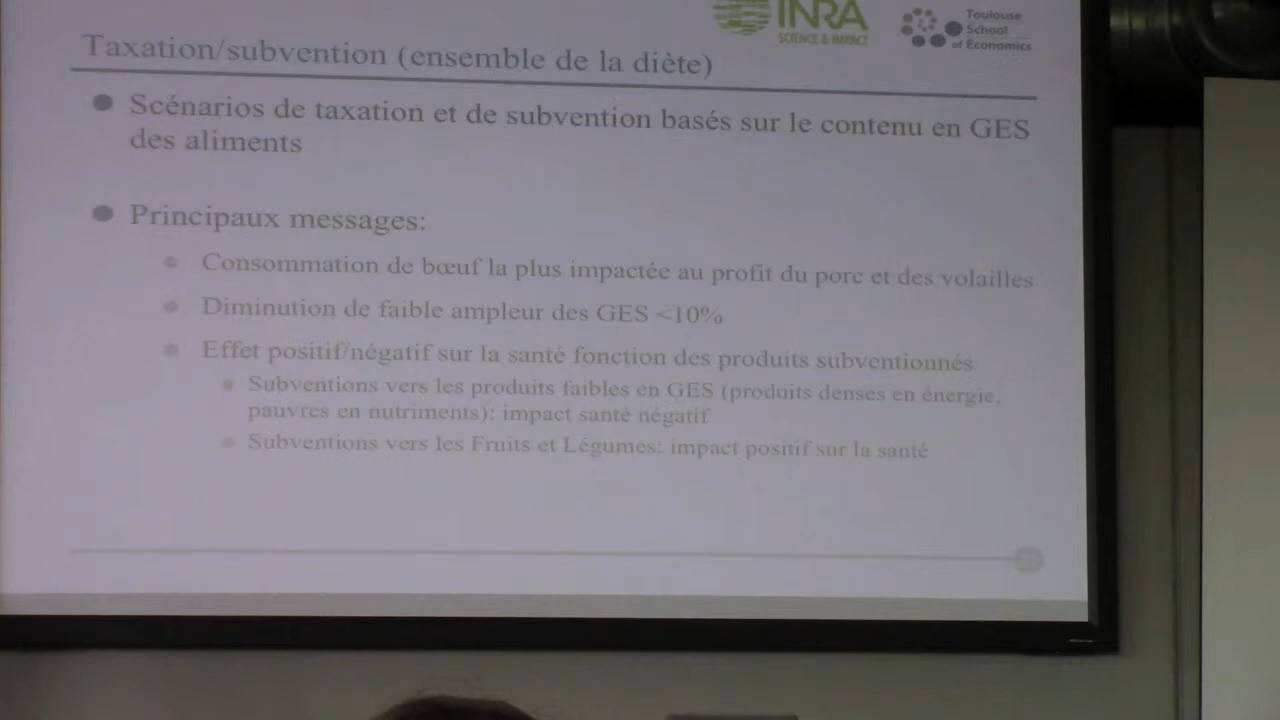 INRA
SCIENCE & IMPACT
Toulouse
School
of Economics
Taxation/subvention (ensemble de la diète)
Scénarios de taxation et de subvention basés sur le contenu en GES
des aliments
Principaux messages:
Consommation de bœuf la plus impactée au profit du porc et des volailles
Diminution de faible ampleur des GES <10%
Effet positif/négatif sur la santé fonction des produits subventionnés
Subventions vers les produits faibles en GES (produits denses en énergie,
pauvres en nutriments): impact santé négatif
Subventions vers les Fruits et Légumes: impact positif sur la santé